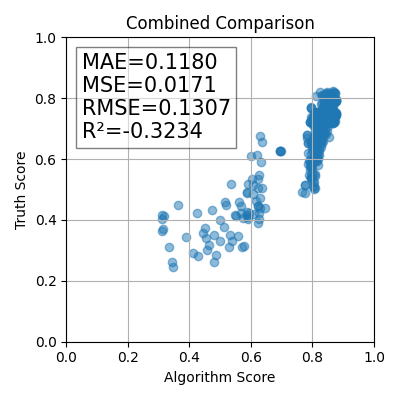 Combined Comparison
MAE=0.1180
MSE=0.0171
RMSE=0.1307
R²=-0.3234
Truth Score
1.0
0.8
0.6
0.4
0.2
0.0
0.0 0.2 0.4 0.6 0.8 1.0
Algorithm Score